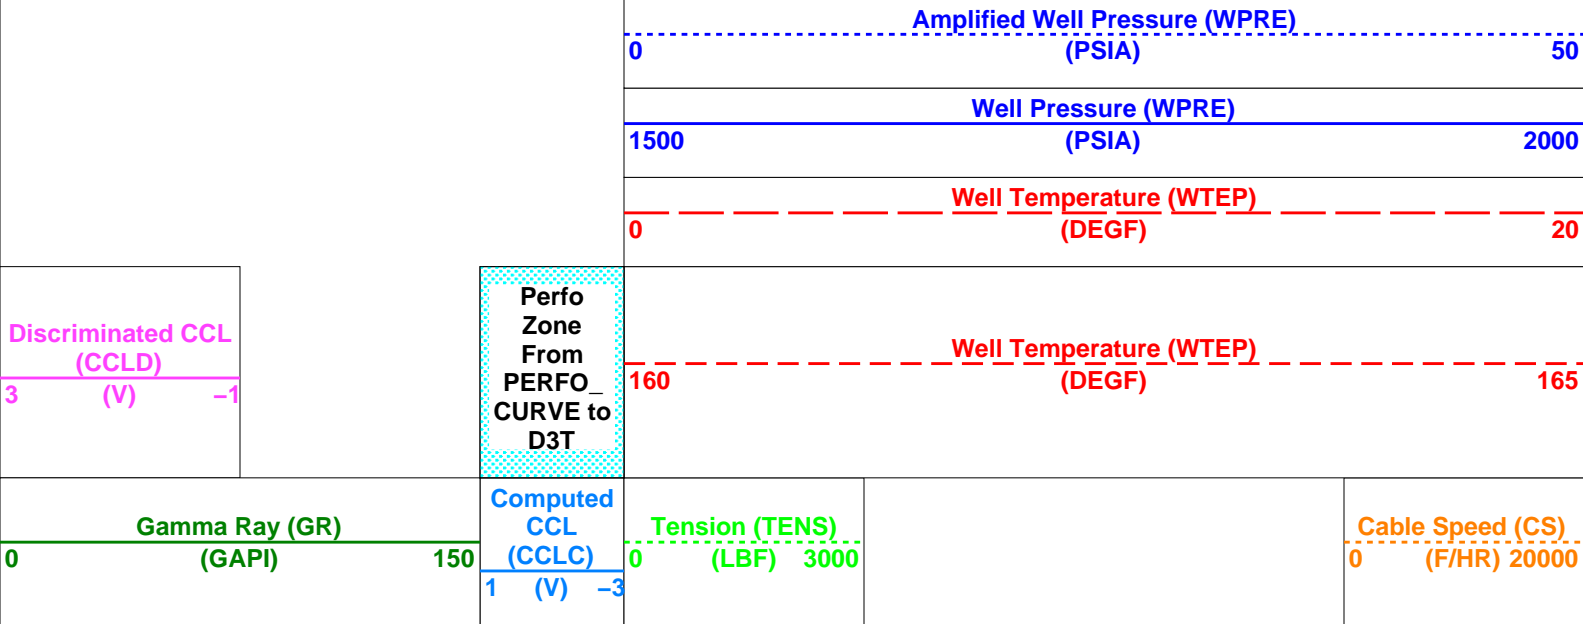 Amplified Well Pressure (WPRE)
0 (PSIA) 50
Well Pressure (WPRE)
1500 (PSIA) 2000
Well Temperature (WTEP)
0 (DEGF) 20
Discriminated CCL
(CCLD)
3 (V) −1
Perfo
Zone
From
PERFO_
CURVE to
D3T
Well Temperature (WTEP)
160 (DEGF) 165
Gamma Ray (GR)
0 (GAPI) 150
Computed
CCL
(CCLC)
1 (V) −3
Tension (TENS)
0 (LBF) 3000
Cable Speed (CS)
0 (F/HR) 20000